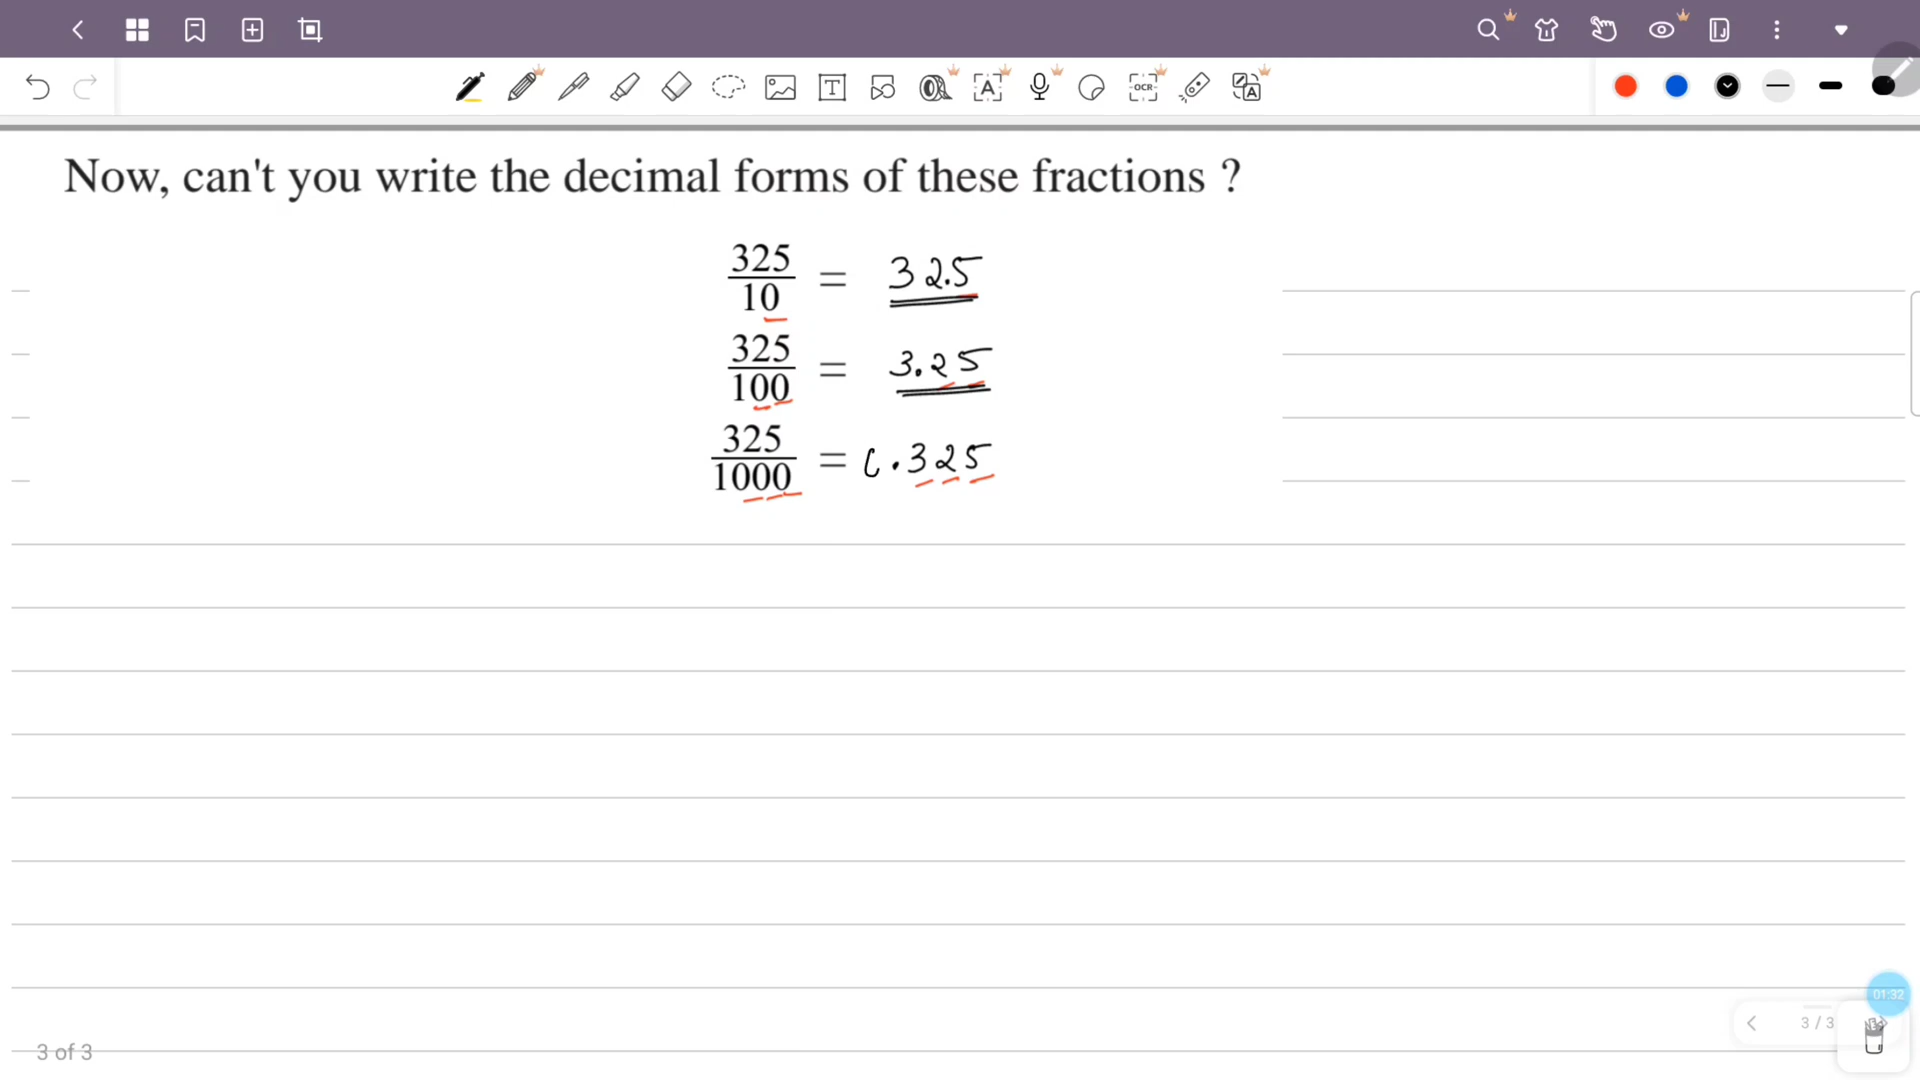 Now, can't you write the decimal forms of these fractions ?
325/10 = 32.5
325/100 = 3.25
325/1000 = 0.325
01:32
3 / 3
3 of 3